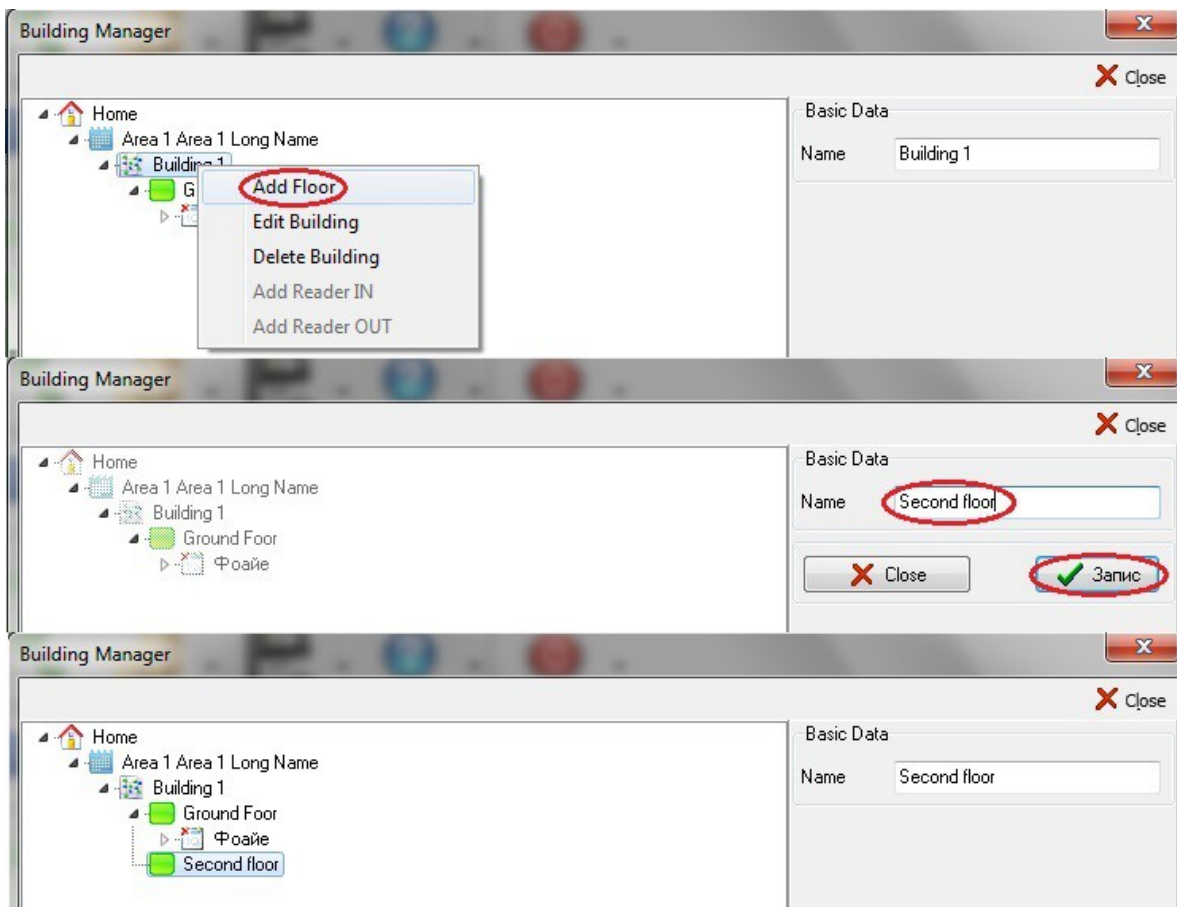 Building Manager
Close
Home
Area 1 Area 1 Long Name
Building 1
G
Add Floor
Edit Building
Delete Building
Add Reader IN
Add Reader OUT
Basic Data
Name Building 1
Building Manager
Close
Home
Area 1 Area 1 Long Name
Building 1
Ground Foor
Фоайе
Basic Data
Name Second floor
Close Запис
Building Manager
Close
Home
Area 1 Area 1 Long Name
Building 1
Ground Foor
Фоайе
Second floor
Basic Data
Name Second floor